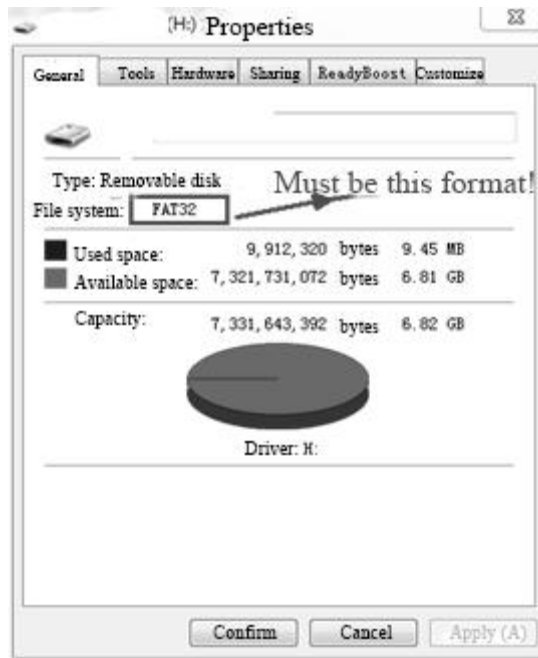 (H:) Properties
General Tools Hardware Sharing ReadyBoost Customize
Type: Removable disk
Must be this format!
File system: FAT32
Used space: 9,912,320 bytes 9.45 MB
Available space: 7,321,731,072 bytes 6.81 GB
Capacity: 7,331,643,392 bytes 6.82 GB
Driver: H:
Confirm Cancel Apply (A)